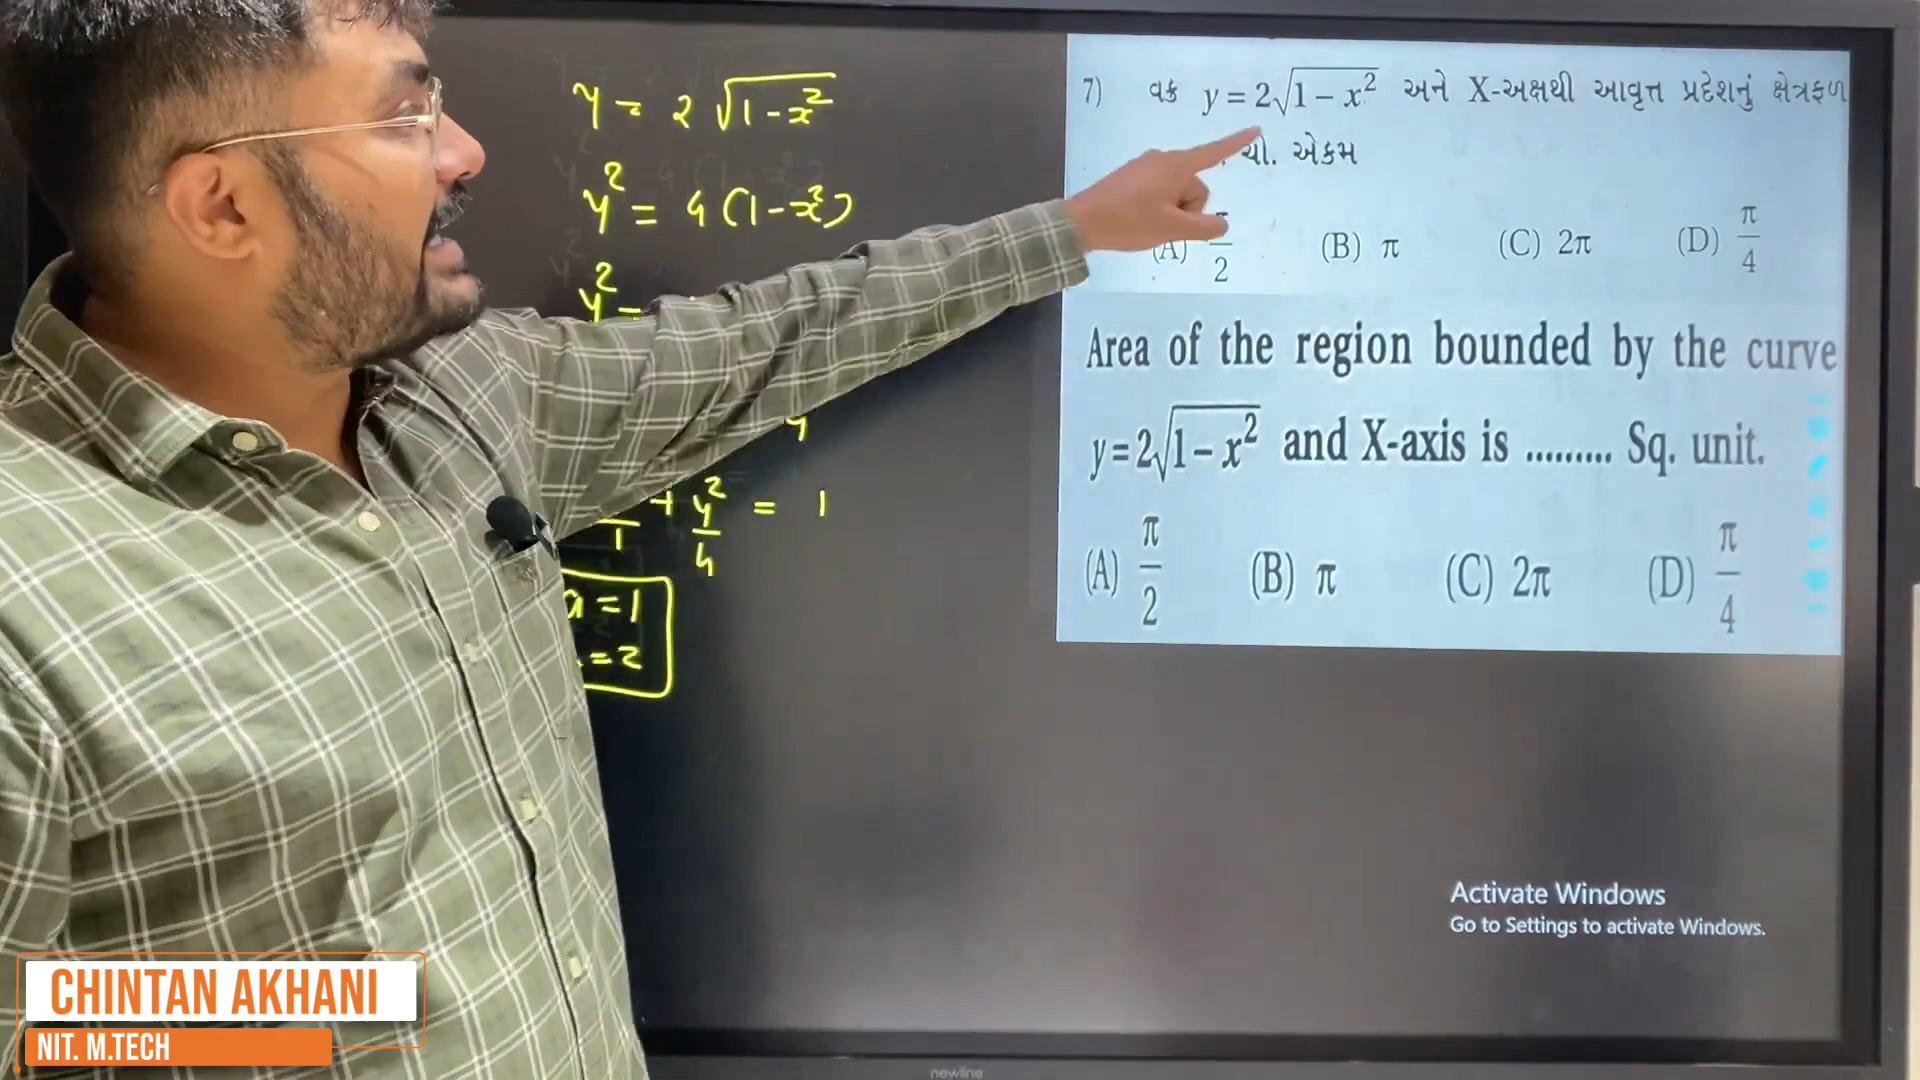 y = 2 √1-x²
y² = 4 (1-x²)
y² =
y
+ y²/4 = 1
1
a = 1
= 2
7) વક્ર y = 2√1 – x² અને X-અક્ષથી આવૃત્ત પ્રદેશનું ક્ષેત્રફળ
ચો. એકમ
(A) 2 (B) π (C) 2π (D) π/4
Area of the region bounded by the curve
y=2√1–x² and X-axis is ......... Sq. unit.
(A) π/2 (B) π (C) 2π (D) π/4
Activate Windows
Go to Settings to activate Windows.
CHINTAN AKHANI
NIT. M.TECH
newline